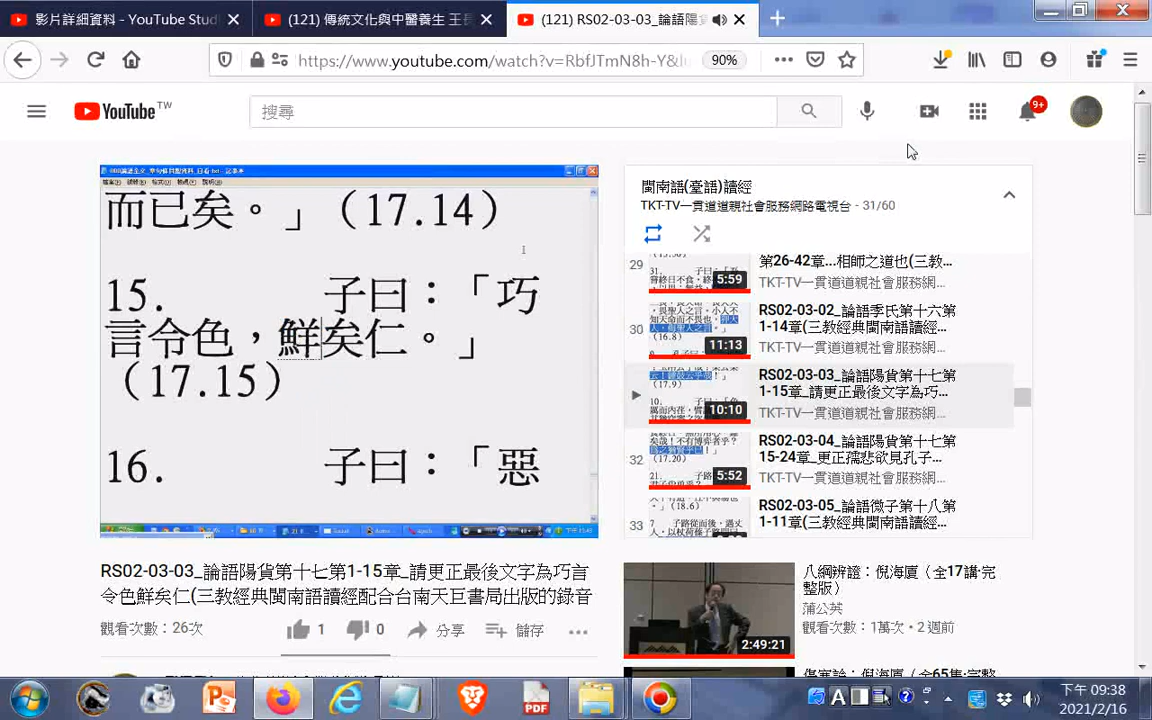 影片詳細資料 - YouTube Stud
(121) 傳統文化與中醫養生 王
(121) RS02-03-03_論語陽
https://www.youtube.com/watch?v=RbfJTmN8h-Y&l
90%
YouTube TW
搜尋
9+
而已矣。」（17.14）
15. 子曰：「巧
言令色，鮮矣仁。」
（17.15）
16. 子曰：「惡
閩南語(臺語)讀經
TKT-TV一貫道道親社會服務網路電視台 - 31/60
29
5:59
第26-42章...相師之道也(三教...
TKT-TV一貫道道親社會服務網...
30
11:13
RS02-03-02_論語季氏第十六第
1-14章(三教經典閩南語讀經...
TKT-TV一貫道道親社會服務網...
10:10
RS02-03-03_論語陽貨第十七第
1-15章_請更正最後文字為巧...
TKT-TV一貫道道親社會服務網...
32
5:52
RS02-03-04_論語陽貨第十七第
15-24章_更正孺悲欲見孔子...
TKT-TV一貫道道親社會服務網...
33
RS02-03-05_論語微子第十八第
1-11章(三教經典閩南語讀經...
RS02-03-03_論語陽貨第十七第1-15章_請更正最後文字為巧言
令色鮮矣仁(三教經典閩南語讀經配合台南天巨書局出版的錄音
觀看次數：26次
1
0
分享
儲存
2:49:21
八綱辨證：倪海廈（全17講·完
整版）
蒲公英
觀看次數：1萬次 • 2 週前
傷寒論：倪海廈（全65集·完整
PDF
下午 09:38
2021/2/16